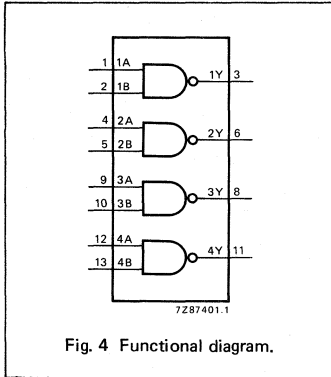 1 1A
2 1B
1Y 3
4 2A
5 2B
2Y 6
9 3A
10 3B
3Y 8
12 4A
13 4B
4Y 11
7Z87401.1
Fig. 4 Functional diagram.